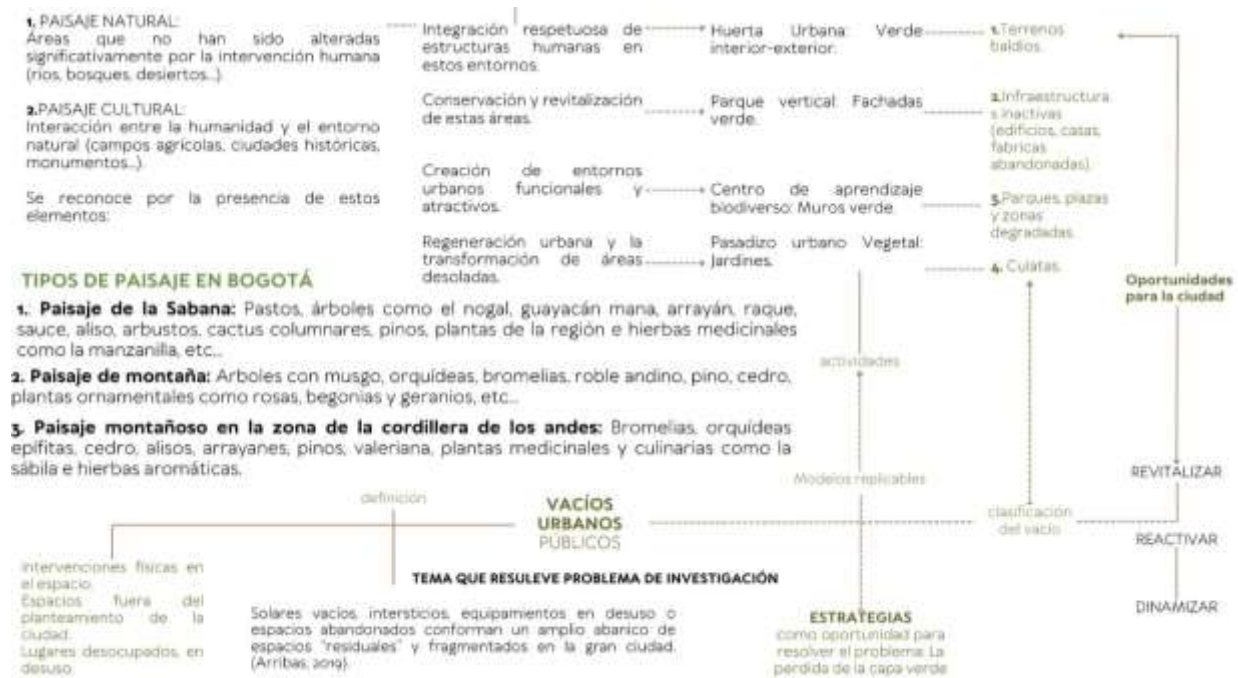 1. PAISAJE NATURAL:
Áreas que no han sido alteradas
significativamente por la intervención humana
(ríos, bosques, desiertos...).
2.PAISAJE CULTURAL:
Interacción entre la humanidad y el entorno
natural (campos agrícolas, ciudades históricas,
monumentos...).
Se reconoce por la presencia de estos
elementos:
Integración respetuosa de
estructuras humanas en
estos entornos.
Conservación y revitalización
de estas áreas.
Creación de entornos
urbanos funcionales y
atractivos.
Regeneración urbana y la
transformación de áreas
desoladas.
Huerta Urbana: Verde
interior-exterior.
Parque vertical: Fachadas
verde.
Centro de aprendizaje
biodiverso: Muros verde
Pasadizo urbano Vegetal:
Jardines.
1.Terrenos
baldíos.
2.Infraestructura
s inactivas
(edificios, casas,
fabricas
abandonadas).
3.Parques, plazas
y zonas
degradadas.
4. Culatas.
Oportunidades
para la ciudad
TIPOS DE PAISAJE EN BOGOTÁ
1. Paisaje de la Sabana: Pastos, árboles como el nogal, guayacán mana, arrayán, raque,
sauce, aliso, arbustos, cactus columnares, pinos, plantas de la región e hierbas medicinales
como la manzanilla, etc...
2. Paisaje de montaña: Arboles con musgo, orquídeas, bromelias, roble andino, pino, cedro,
plantas ornamentales como rosas, begonias y geranios, etc...
3. Paisaje montañoso en la zona de la cordillera de los andes: Bromelias, orquídeas
epífitas, cedro, alisos, arrayanes, pinos, valeriana, plantas medicinales y culinarias como la
sábila e hierbas aromáticas.
actividades
Modelos replicables
definición
VACÍOS
URBANOS
PÚBLICOS
clasificación
del vacío
REVITALIZAR
REACTIVAR
DINAMIZAR
Intervenciones físicas en
el espacio.
Espacios fuera del
planteamiento de la
ciudad.
Lugares desocupados, en
desuso.
TEMA QUE RESULEVE PROBLEMA DE INVESTIGACIÓN
Solares vacíos, intersticios, equipamientos en desuso o
espacios abandonados conforman un amplio abanico de
espacios "residuales" y fragmentados en la gran ciudad.
(Arribas, 2019).
ESTRATEGIAS
como oportunidad para
resolver el problema: La
perdida de la capa verde